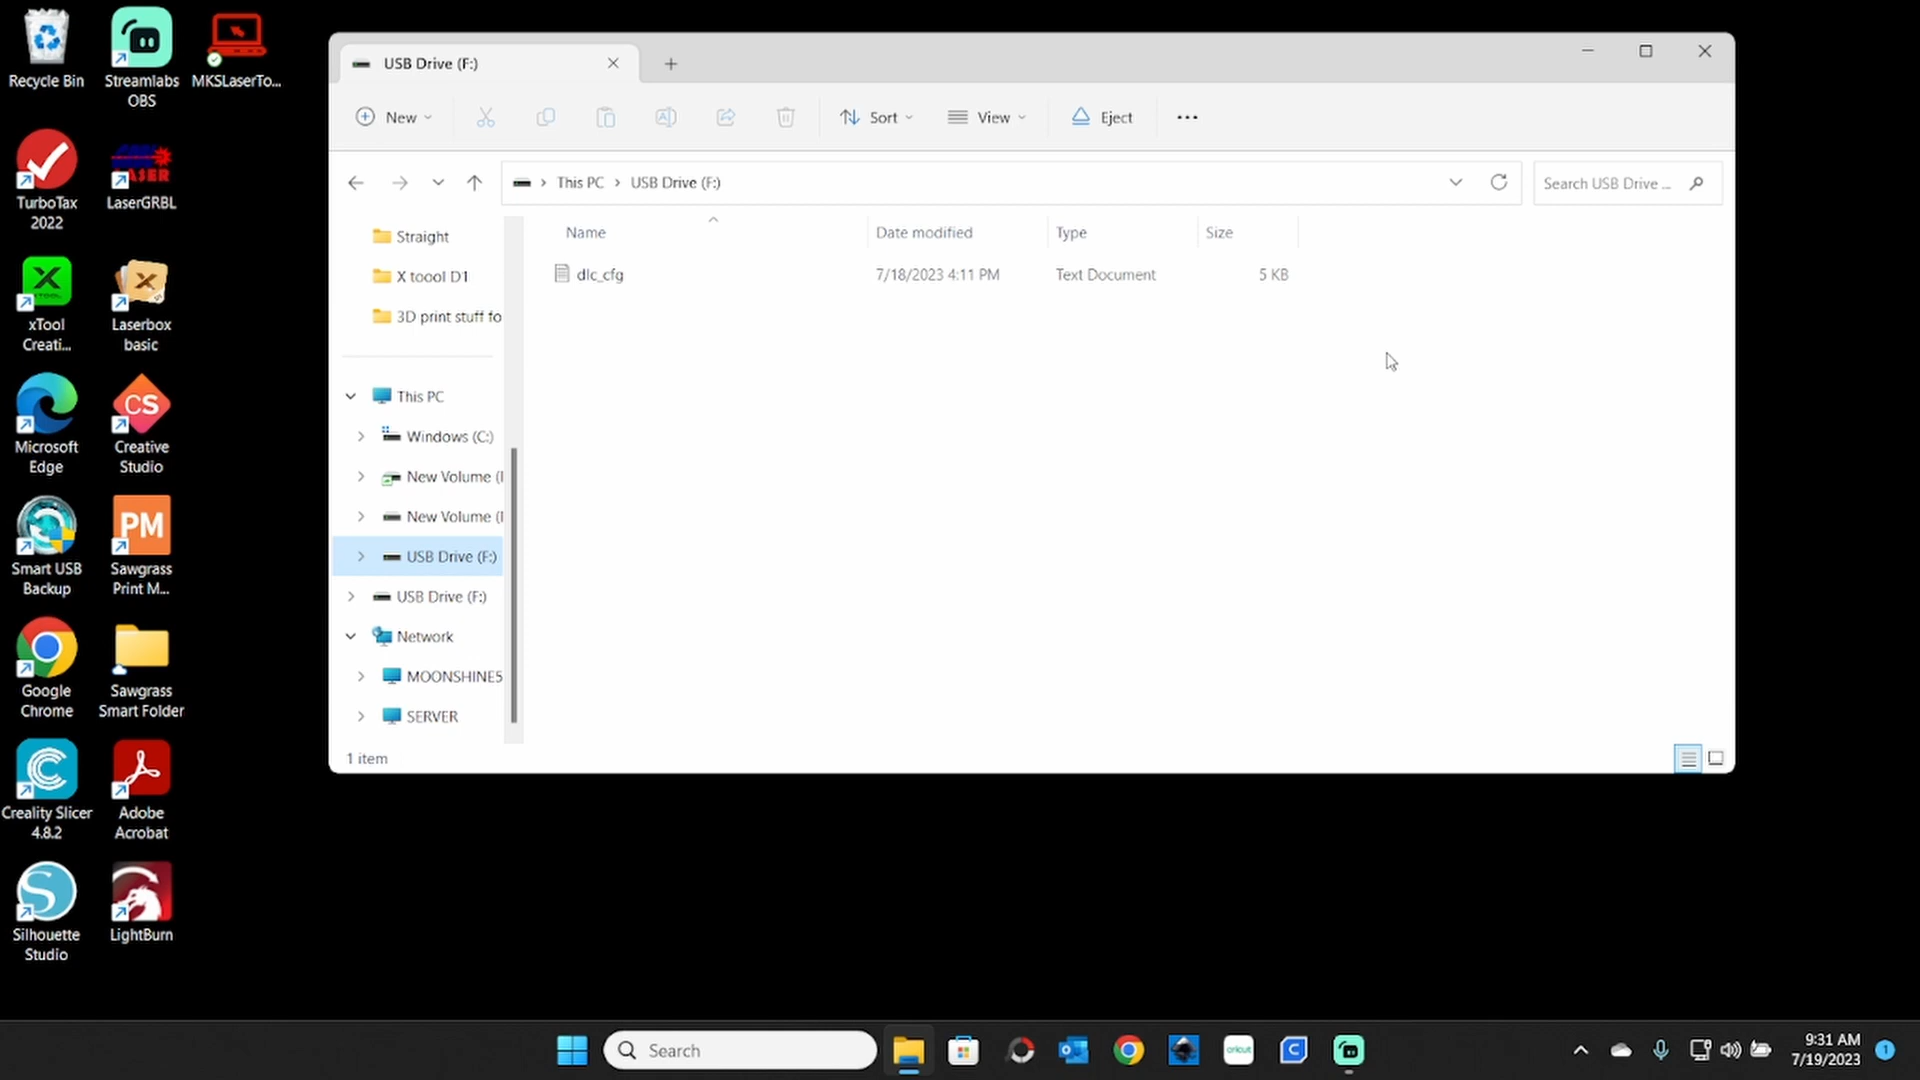 Recycle Bin
Streamlabs
OBS
MKSLaserTo...
TurboTax
2022
LASER
LaserGRBL
xTool
Creati...
Laserbox
basic
Microsoft
Edge
CS
Creative
Studio
Smart USB
Backup
PM
Sawgrass
Print M...
Google
Chrome
Sawgrass
Smart Folder
Creality Slicer
4.8.2
Adobe
Acrobat
Silhouette
Studio
LightBurn
USB Drive (F:)
New
Sort
View
Eject
This PC > USB Drive (F:)
Search USB Drive ...
Name
Date modified
Type
Size
dlc_cfg
7/18/2023 4:11 PM
Text Document
5 KB
Straight
X toool D1
3D print stuff fo
This PC
Windows (C:)
New Volume (
New Volume (
USB Drive (F:)
USB Drive (F:)
Network
MOONSHINE5
SERVER
1 item
Search
cricut
9:31 AM
7/19/2023
1